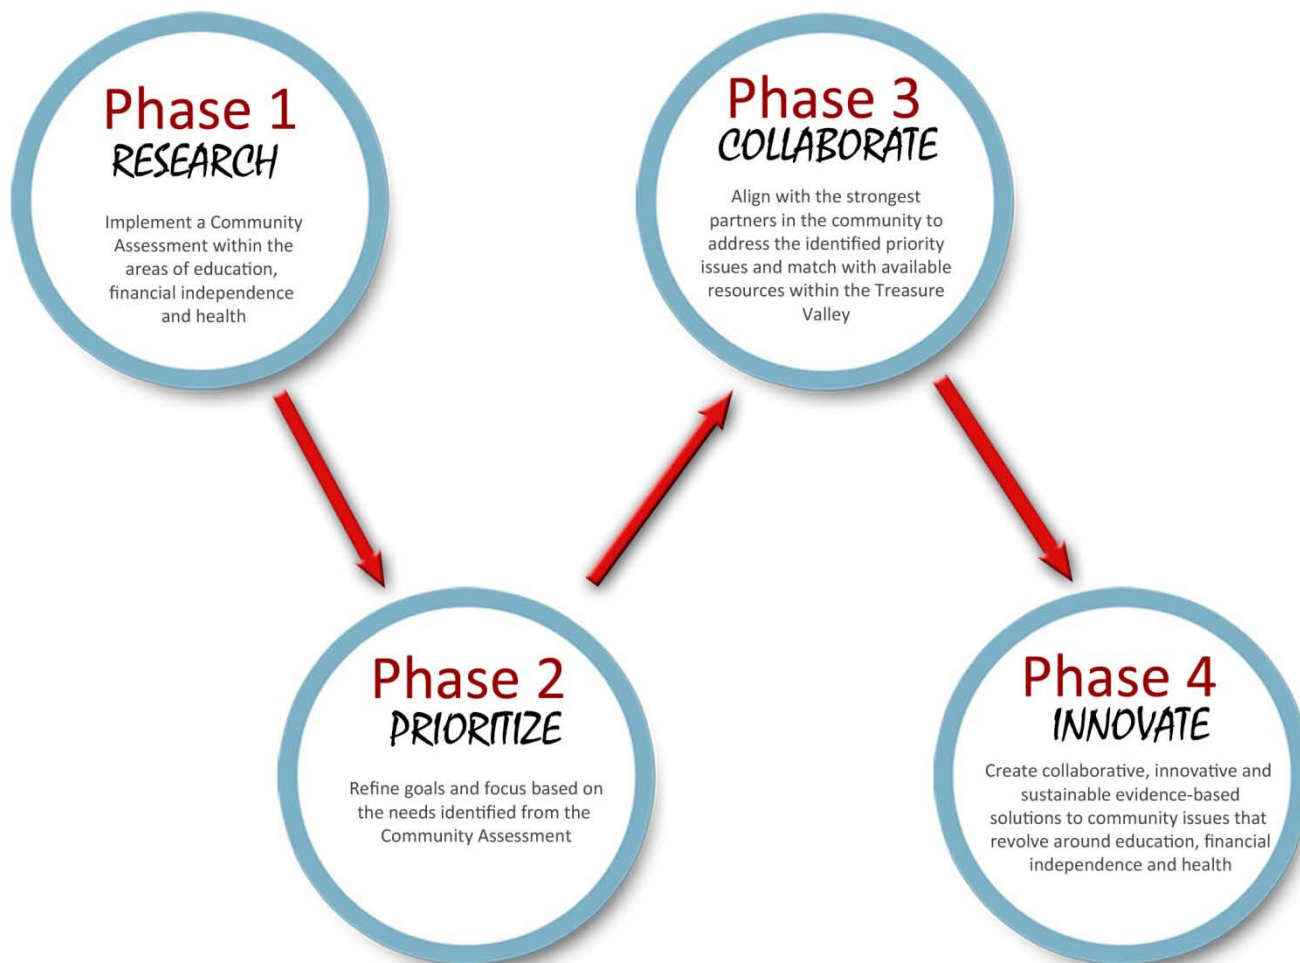 Phase 1
RESEARCH
Implement a Community
Assessment within the
areas of education,
financial independence
and health
Phase 2
PRIORITIZE
Refine goals and focus based on
the needs identified from the
Community Assessment
Phase 3
COLLABORATE
Align with the strongest
partners in the community to
address the identified priority
issues and match with available
resources within the Treasure
Valley
Phase 4
INNOVATE
Create collaborative, innovative and
sustainable evidence-based
solutions to community issues that
revolve around education, financial
independence and health